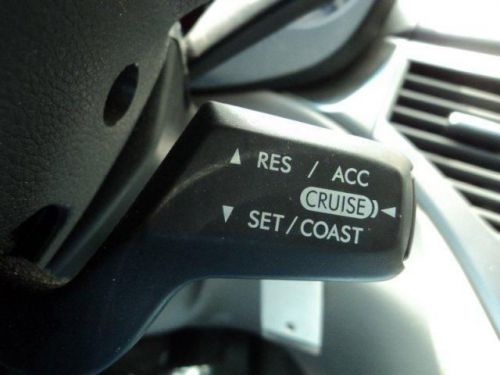 RES / ACC
CRUISE
SET / COAST